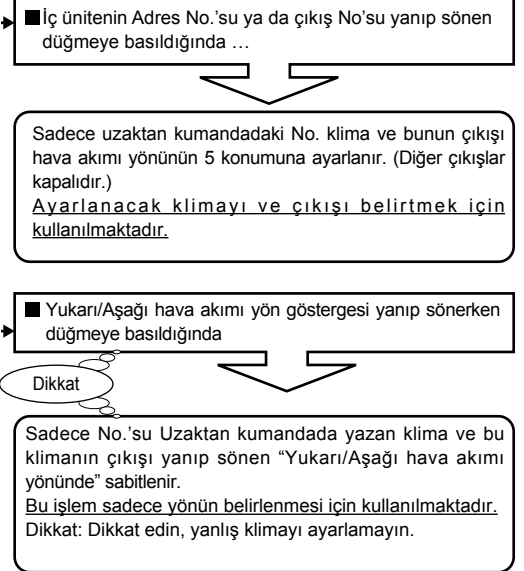 ■İç ünitenin Adres No.'su ya da çıkış No'su yanıp sönen
düğmeye basıldığında …
Sadece uzaktan kumandadaki No. klima ve bunun çıkışı
hava akımı yönünün 5 konumuna ayarlanır. (Diğer çıkışlar
kapalıdır.)
Ayarlanacak klimayı ve çıkışı belirtmek için
kullanılmaktadır.
■ Yukarı/Aşağı hava akımı yön göstergesi yanıp sönerken
düğmeye basıldığında
Dikkat
Sadece No.'su Uzaktan kumandada yazan klima ve bu
klimanın çıkışı yanıp sönen “Yukarı/Aşağı hava akımı
yönünde” sabitlenir.
Bu işlem sadece yönün belirlenmesi için kullanılmaktadır.
Dikkat: Dikkat edin, yanlış klimayı ayarlamayın.